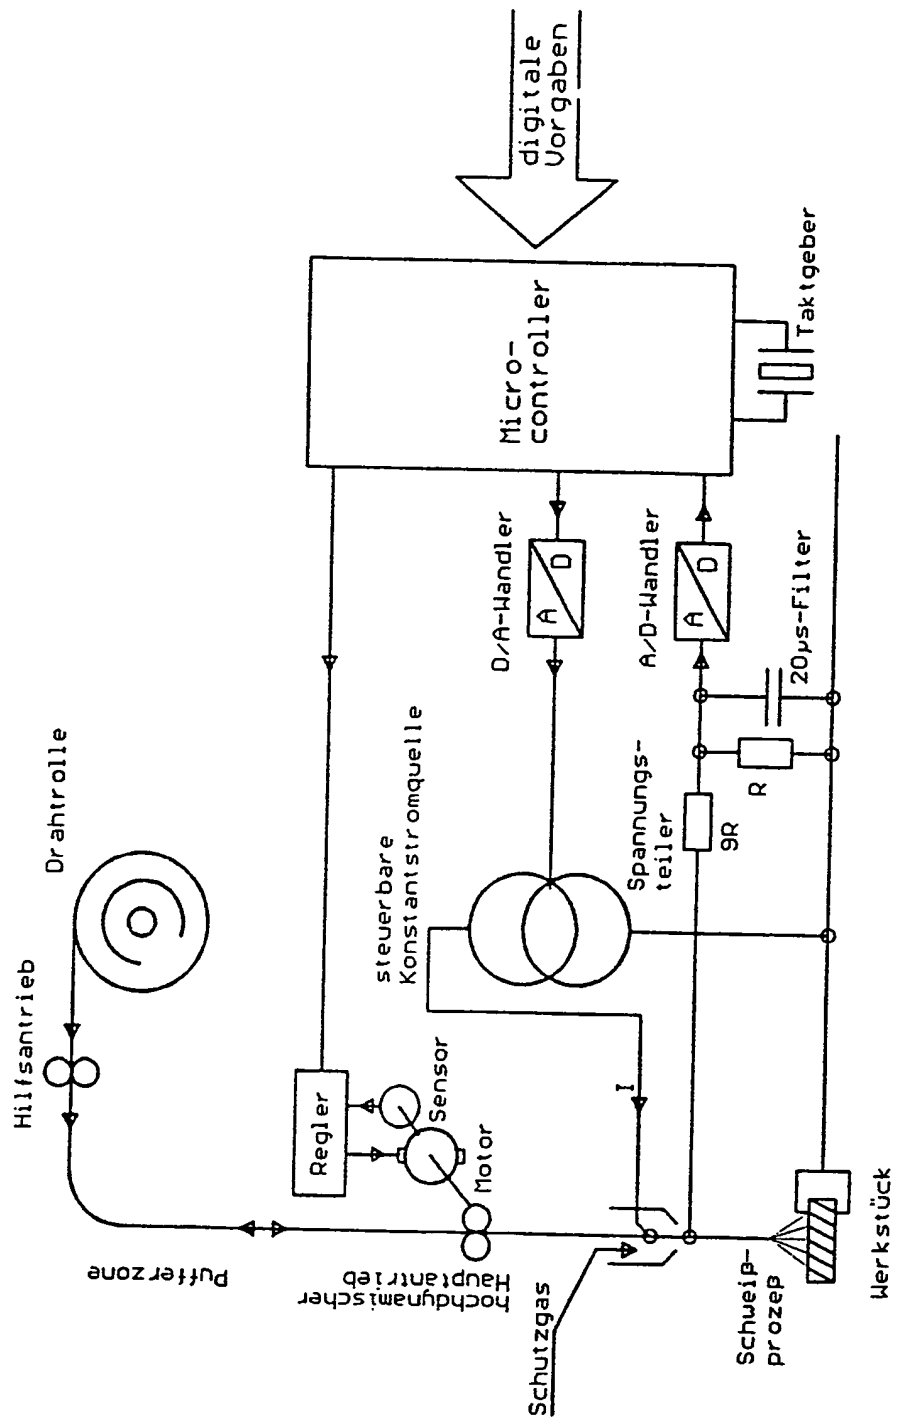 digitale
Vorgaben
Micro-
controller
Taktgeber
D/A-Wandler
A D
A/D-Wandler
A D
20µs-Filter
Drahtrolle
Hilfsantrieb
steuerbare
Konstantstromquelle
Spannungs-
teiler
9R
R
Regler
Sensor
Motor
I
Pufferzone
hochdynamischer
Hauptantrieb
Schutzgas
Schweiß-
prozeß
Werkstück